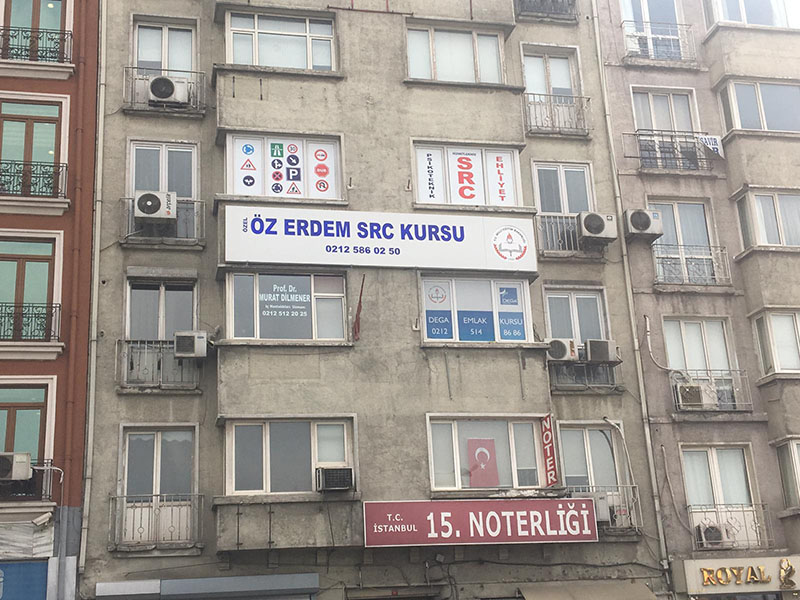 PSİKOTEKNİK
SRC
EHLİYET
ÖZEL
ÖZ ERDEM SRC KURSU
0212 586 02 50
Prof. Dr.
MURAT DİLMENER
0212 512 20 25
DEGA EMLAK KURSU
0212 514 86 86
NOTER
T.C.
İSTANBUL
15. NOTERLİĞİ
ROYAL